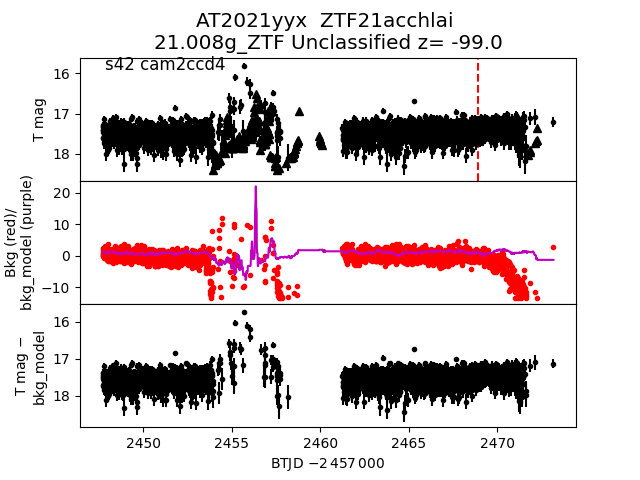 AT2021yyx  ZTF21acchlai
21.008g_ZTF Unclassified z= -99.0
s42 cam2ccd4
16
17
18
T mag
20
10
0
−10
Bkg (red)/
bkg_model (purple)
16
17
18
T mag −
bkg_model
2450
2455
2460
2465
2470
BTJD −2 457 000